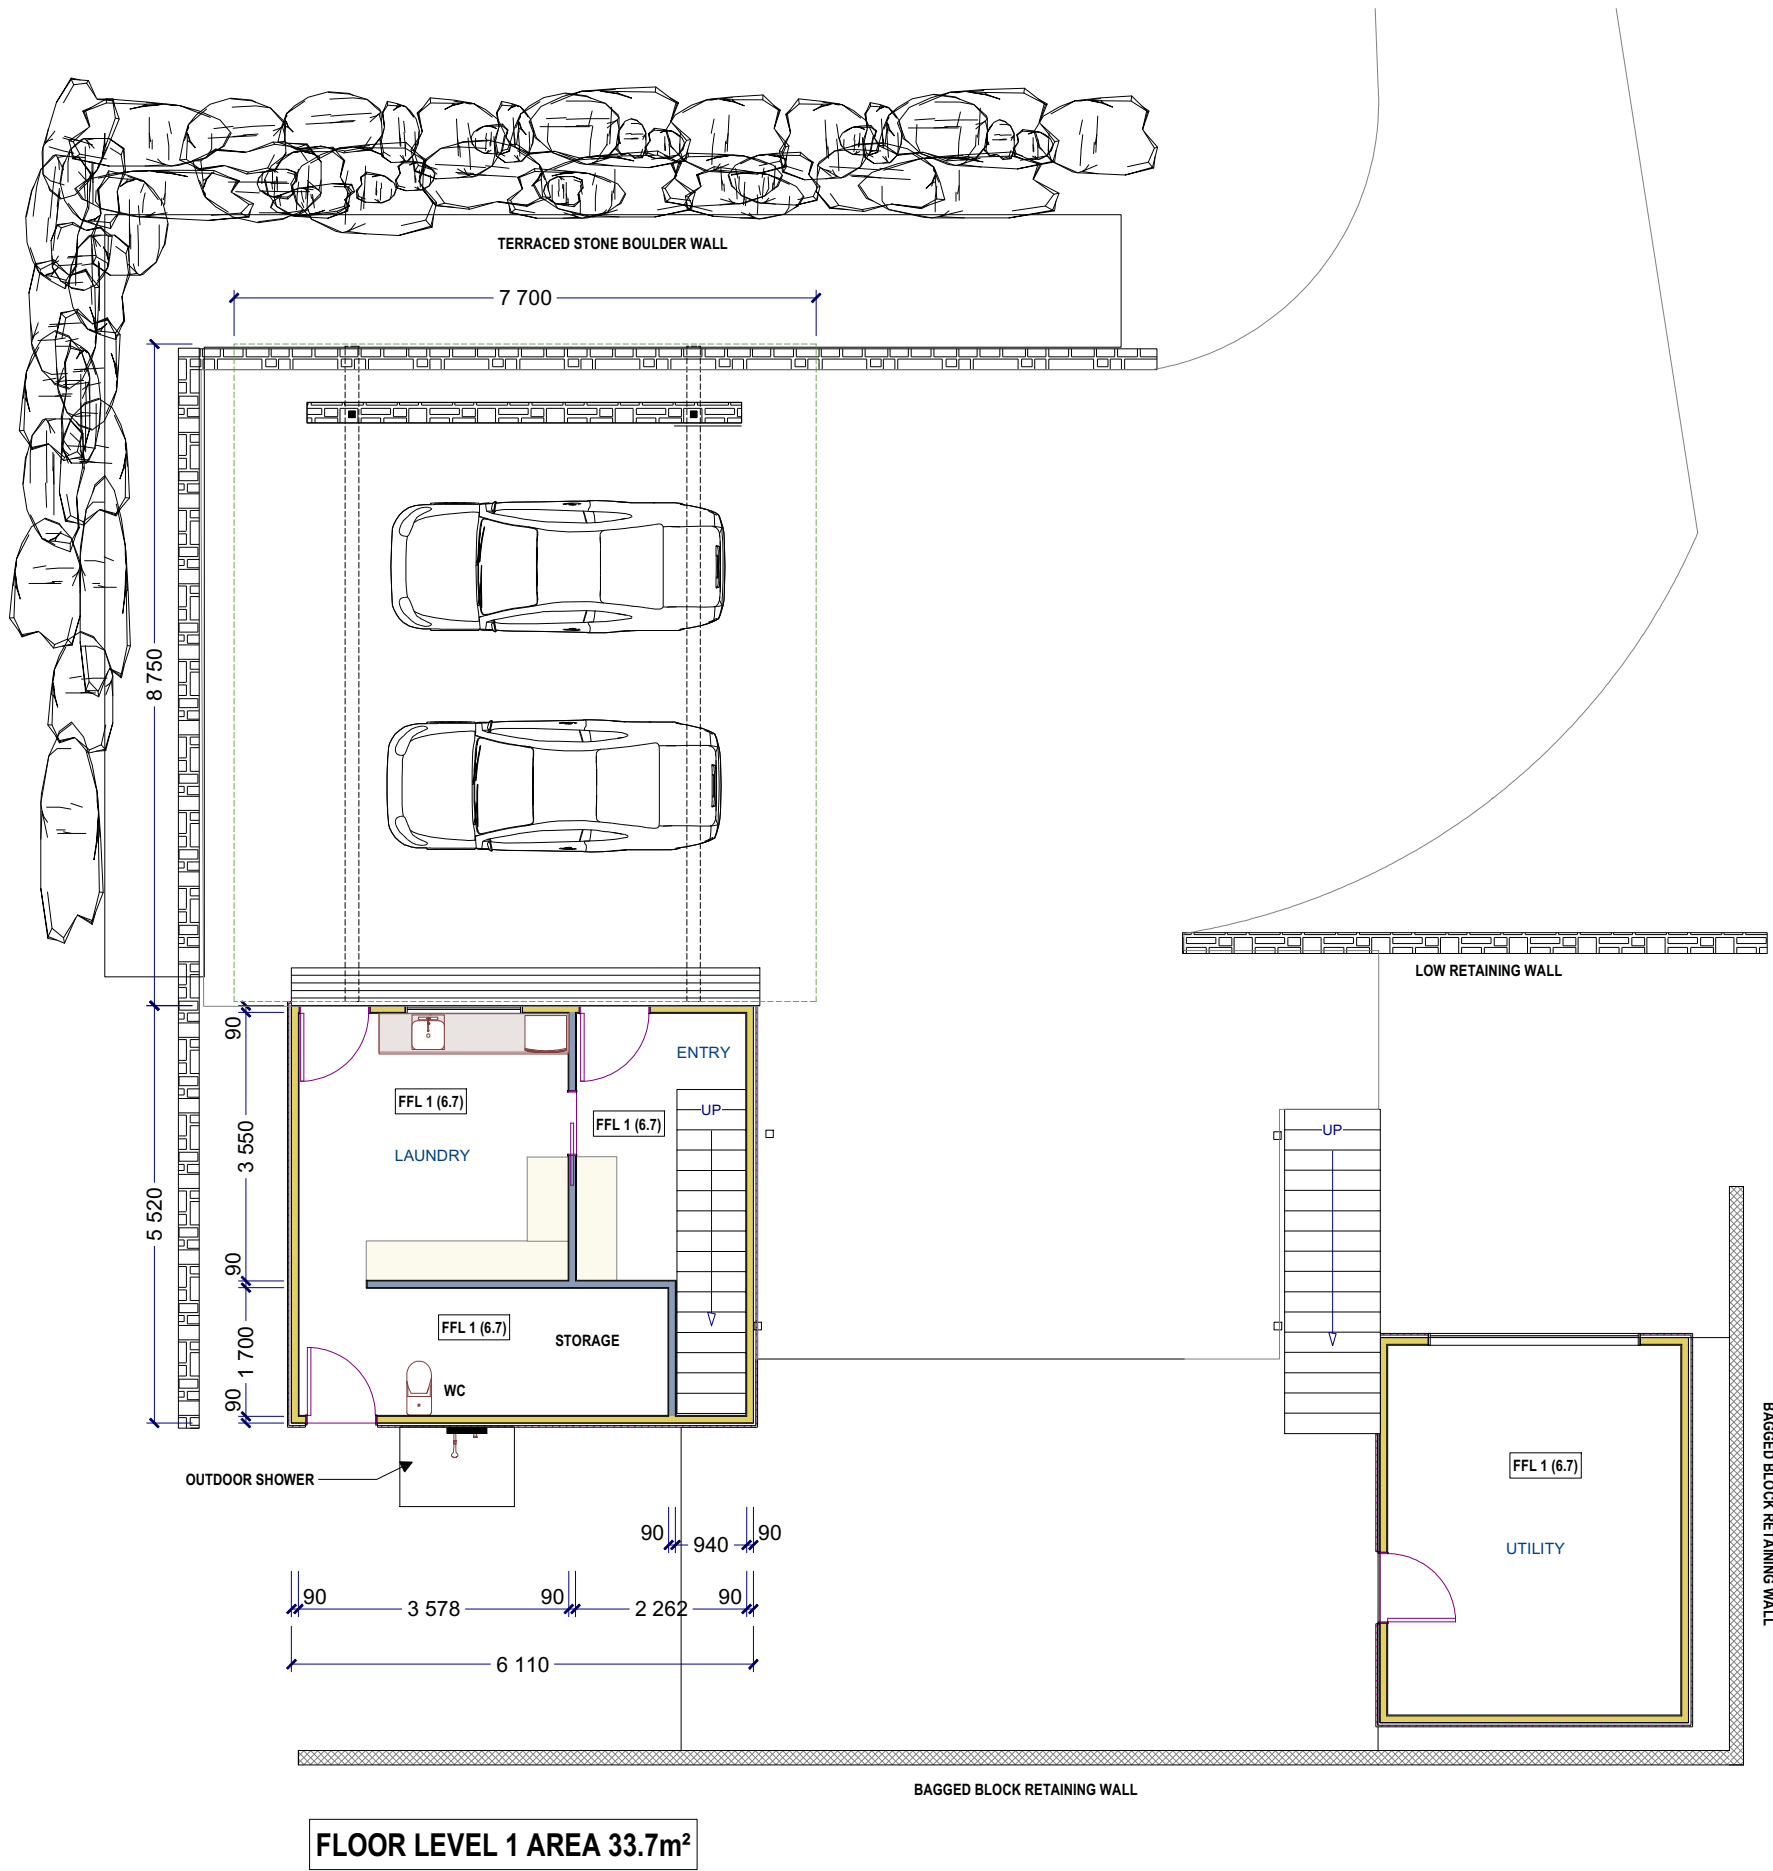 TERRACED STONE BOULDER WALL
7 700
8 750
LOW RETAINING WALL
90
ENTRY
FFL 1 (6.7)
UP
FFL 1 (6.7)
UP
3 550
LAUNDRY
5 520
90
FFL 1 (6.7)
STORAGE
1 700
WC
90
BAGGED BLOCK RETAINING WALL
FFL 1 (6.7)
OUTDOOR SHOWER
90
940
90
UTILITY
90
3 578
90
2 262
90
6 110
BAGGED BLOCK RETAINING WALL
FLOOR LEVEL 1 AREA 33.7m²